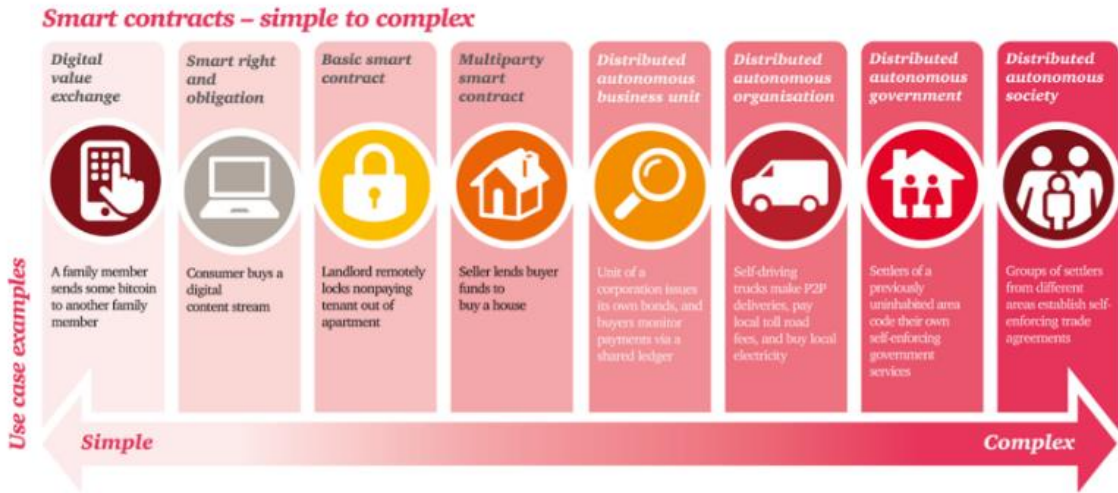 Smart contracts – simple to complex
Digital
value
exchange
Smart right
and
obligation
Basic smart
contract
Multiparty
smart
contract
Distributed
autonomous
business unit
Distributed
autonomous
organization
Distributed
autonomous
government
Distributed
autonomous
society
Use case examples
A family member
sends some bitcoin
to another family
member
Consumer buys a
digital
content stream
Landlord remotely
locks nonpaying
tenant out of
apartment
Seller lends buyer
funds to
buy a house
Unit of a
corporation issues
its own bonds, and
buyers monitor
payments via a
shared ledger
Self-driving
trucks make P2P
deliveries, pay
local toll road
fees, and buy local
electricity
Settlers of a
previously
uninhabited area
code their own
self-enforcing
government
services
Groups of settlers
from different
areas establish self-
enforcing trade
agreements
Simple
Complex